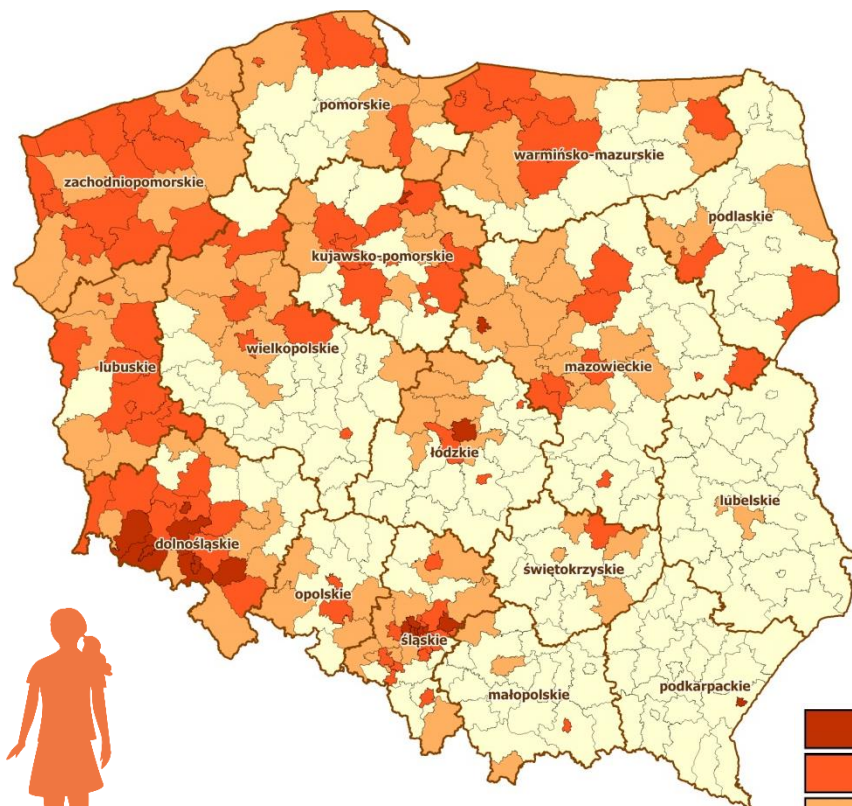 pomorskie
warmińsko-mazurskie
zachodniopomorskie
podlaskie
kujawsko-pomorskie
wielkopolskie
mazowieckie
lubuskie
łódzkie
lubelskie
dolnośląskie
świętokrzyskie
opolskie
śląskie
małopolskie
podkarpackie